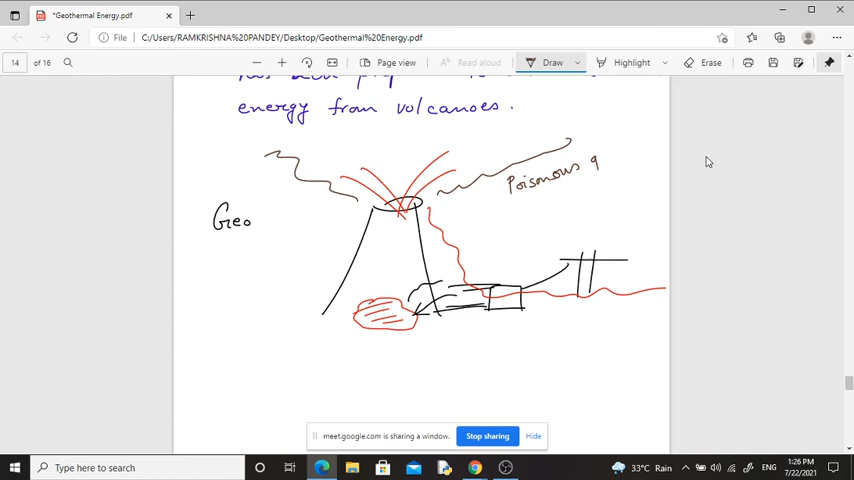 *Geothermal Energy.pdf
File
C:/Users/RAMKRISHNA%20PANDEY/Desktop/Geothermal%20Energy.pdf
14 of 16
Page view
Read aloud
Draw
Highlight
Erase
has been
energy from volcanoes.
Poisonous g
Geo
meet.google.com is sharing a window.
Stop sharing
Hide
Type here to search
33°C Rain
ENG
1:26 PM
7/22/2021